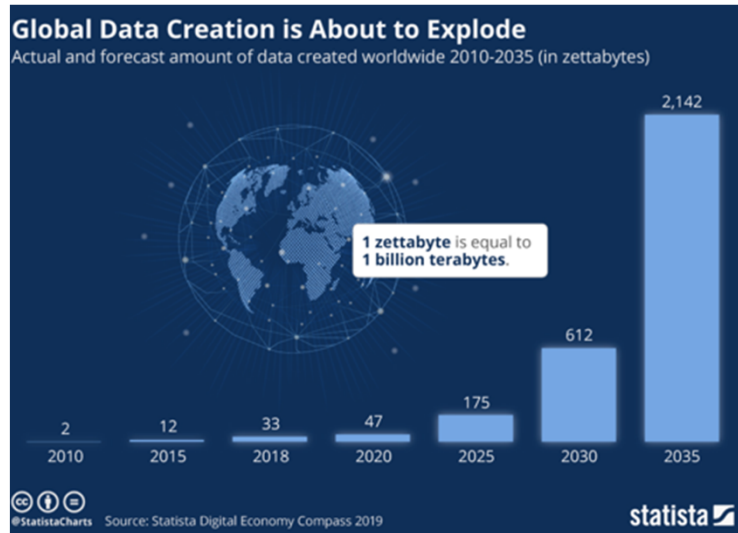 Global Data Creation is About to Explode
Actual and forecast amount of data created worldwide 2010-2035 (in zettabytes)
2,142
1 zettabyte is equal to
1 billion terabytes.
612
175
47
33
12
2
2010 2015 2018 2020 2025 2030 2035
@StatistaCharts Source: Statista Digital Economy Compass 2019
cc
statista